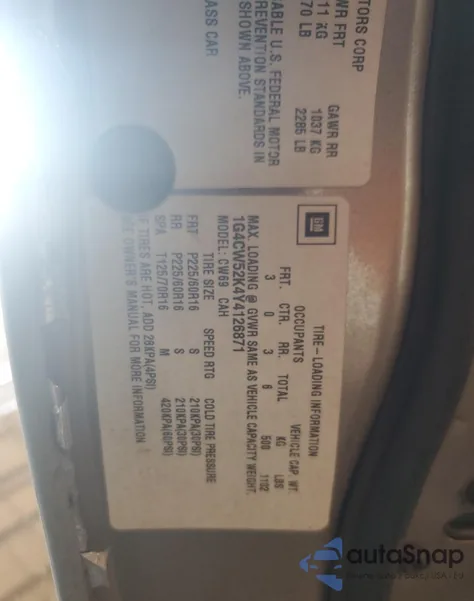 TORS CORP
WR FRT
GAWR RR
11 KG
1037 KG
70 LB
2285 LB
ABLE U.S. FEDERAL MOTOR
REVENTION STANDARDS IN
SHOWN ABOVE.
ASS CAR
GM
TIRE-LOADING INFORMATION
OCCUPANTS VEHICLE CAP. WT.
FRT. CTR. RR. TOTAL KG LBS
3 0 3 6 500 1102
MAX. LOADING @ GVWR SAME AS VEHICLE CAPACITY WEIGHT.
1G4CW52K4Y4126871
MODEL: CW69 CAH
TIRE SIZE SPEED RTG COLD TIRE PRESSURE
FRT P225/60R16 S 210KPA(30PSI)
RR P225/60R16 S 210KPA(30PSI)
SPA T125/70R16 M 420KPA(60PSI)
IF TIRES ARE HOT, ADD 28KPA(4PSI)
OWNER'S MANUAL FOR MORE INFORMATION
autoSnap